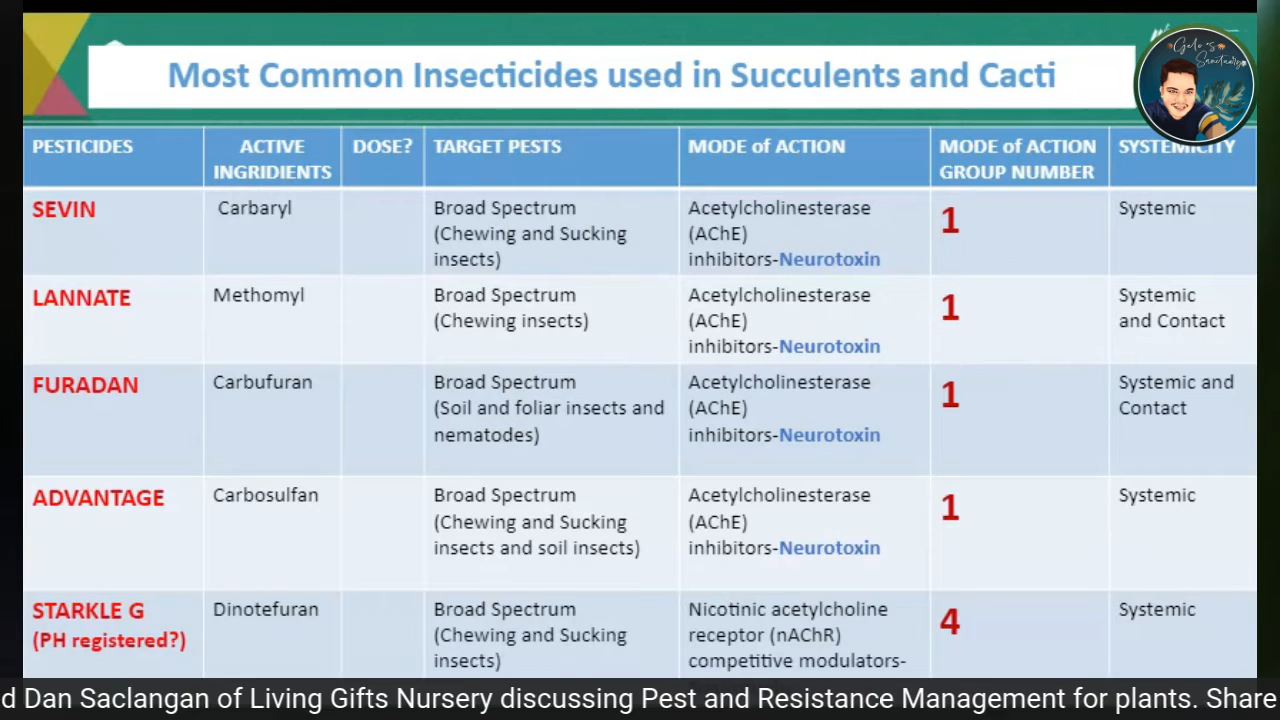 Gelo's
Sanctuary
Most Common Insecticides used in Succulents and Cacti
PESTICIDES
ACTIVE
INGRIDIENTS
DOSE?
TARGET PESTS
MODE of ACTION
MODE of ACTION
GROUP NUMBER
SYSTEMICITY
SEVIN
Carbaryl
Broad Spectrum
(Chewing and Sucking
insects)
Acetylcholinesterase
(AChE)
inhibitors-Neurotoxin
1
Systemic
LANNATE
Methomyl
Broad Spectrum
(Chewing insects)
Acetylcholinesterase
(AChE)
inhibitors-Neurotoxin
1
Systemic
and Contact
FURADAN
Carbufuran
Broad Spectrum
(Soil and foliar insects and
nematodes)
Acetylcholinesterase
(AChE)
inhibitors-Neurotoxin
1
Systemic and
Contact
ADVANTAGE
Carbosulfan
Broad Spectrum
(Chewing and Sucking
insects and soil insects)
Acetylcholinesterase
(AChE)
inhibitors-Neurotoxin
1
Systemic
STARKLE G
(PH registered?)
Dinotefuran
Broad Spectrum
(Chewing and Sucking
insects)
Nicotinic acetylcholine
receptor (nAChR)
competitive modulators-
4
Systemic
d Dan Saclangan of Living Gifts Nursery discussing Pest and Resistance Management for plants. Share